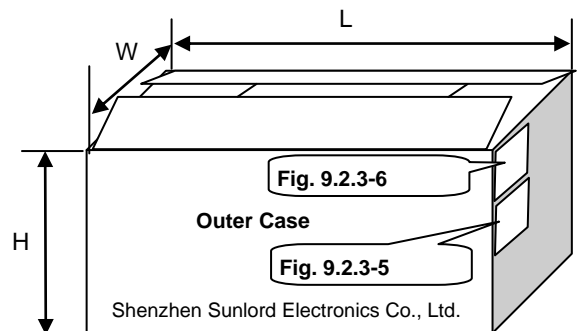 L
W
Fig. 9.2.3-6
Outer Case
H
Fig. 9.2.3-5
Shenzhen Sunlord Electronics Co., Ltd.